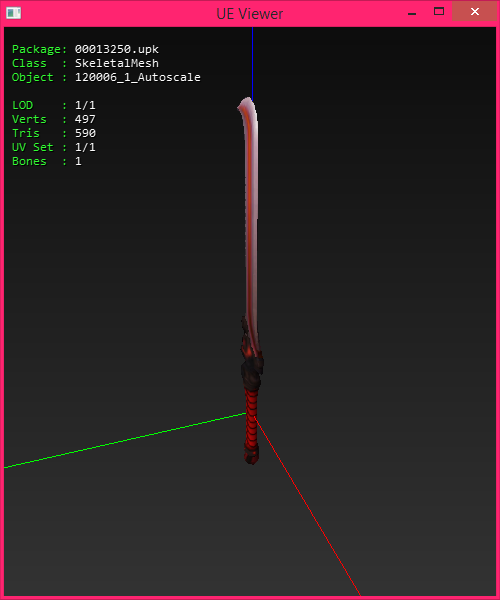 UE Viewer
Package: 00013250.upk
Class  : SkeletalMesh
Object : 120006_1_Autoscale
LOD    : 1/1
Verts  : 497
Tris   : 590
UV Set : 1/1
Bones  : 1